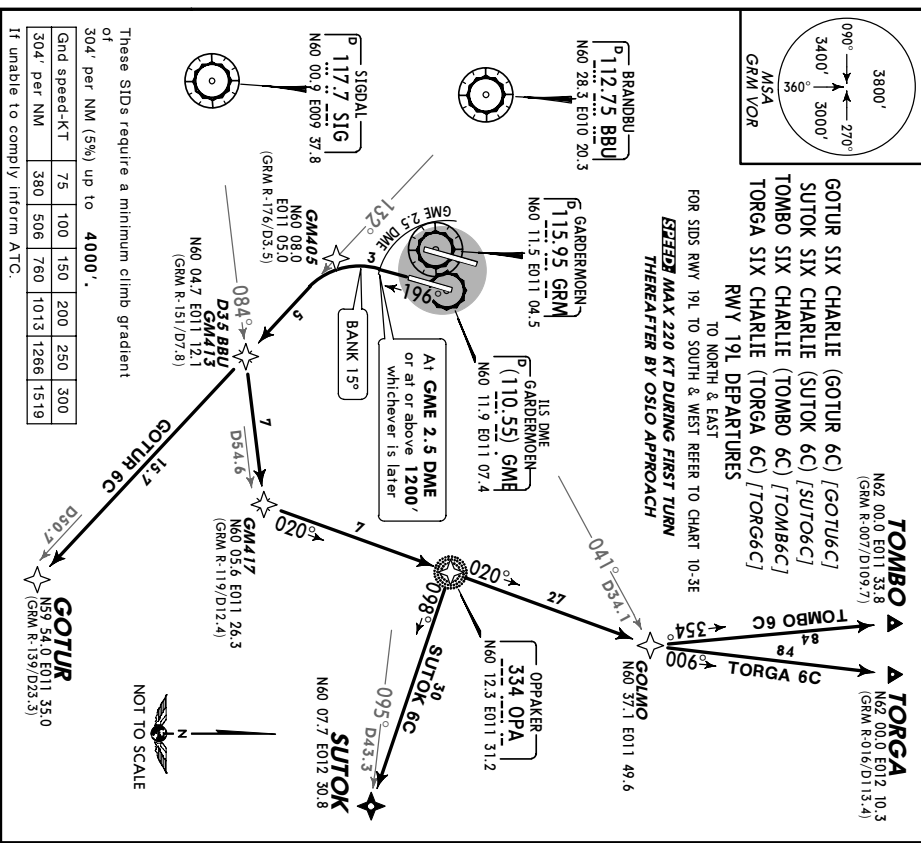 MSA
GRM VOR
3800'
3400'
3000'
090°
270°
360°
GOTUR SIX CHARLIE (GOTUR 6C) [GOTU6C]
SUTOK SIX CHARLIE (SUTOK 6C) [SUTO6C]
TOMBO SIX CHARLIE (TOMBO 6C) [TOMB6C]
TORGA SIX CHARLIE (TORGA 6C) [TORG6C]
RWY 19L DEPARTURES
TO NORTH & EAST
FOR SIDS RWY 19L TO SOUTH & WEST REFER TO CHART 10-3E
SPEED: MAX 220 KT DURING FIRST TURN
THEREAFTER BY OSLO APPROACH
TOMBO
N62 00.0 E011 33.8
(GRM R-007/D109.7)
TORGA
N62 00.0 E012 10.3
(GRM R-016/D113.4)
TOMBO 6C
84
TORGA 6C
84
354°
006°
GOLMO
N60 37.1 E011 49.6
041°
D34.1
27
020°
D BRANDBU
112.75 BBU
N60 28.3 E010 20.3
D GARDERMOEN
115.95 GRM
N60 11.5 E011 04.5
ILS DME
D GARDERMOEN
(110.55) GME
N60 11.9 E011 07.4
OPPAKER
334 OPA
N60 12.3 E011 31.2
D SIGDAL
117.7 SIG
N60 00.9 E009 37.8
132°
GME 2.5 DME
196°
3
At GME 2.5 DME
or at or above 1200'
whichever is later
BANK 15°
GM405
N60 08.0
E011 05.0
(GRM R-176/D3.5)
5
084°
D35 BBU
GM413
N60 04.7 E011 12.1
(GRM R-151/D7.8)
7
D54.6
GM417
N60 05.6 E011 26.3
(GRM R-119/D12.4)
020°
7
098°
SUTOK 6C
30
095°
D43.3
SUTOK
N60 07.7 E012 30.8
GOTUR 6C
15.7
D50.7
GOTUR
N59 54.0 E011 35.0
(GRM R-139/D23.3)
N
NOT TO SCALE
These SIDs require a minimum climb gradient
of
304' per NM (5%) up to 4000'.
Gnd speed-KT 75 100 150 200 250 300
304' per NM 380 506 760 1013 1266 1519
If unable to comply inform ATC.